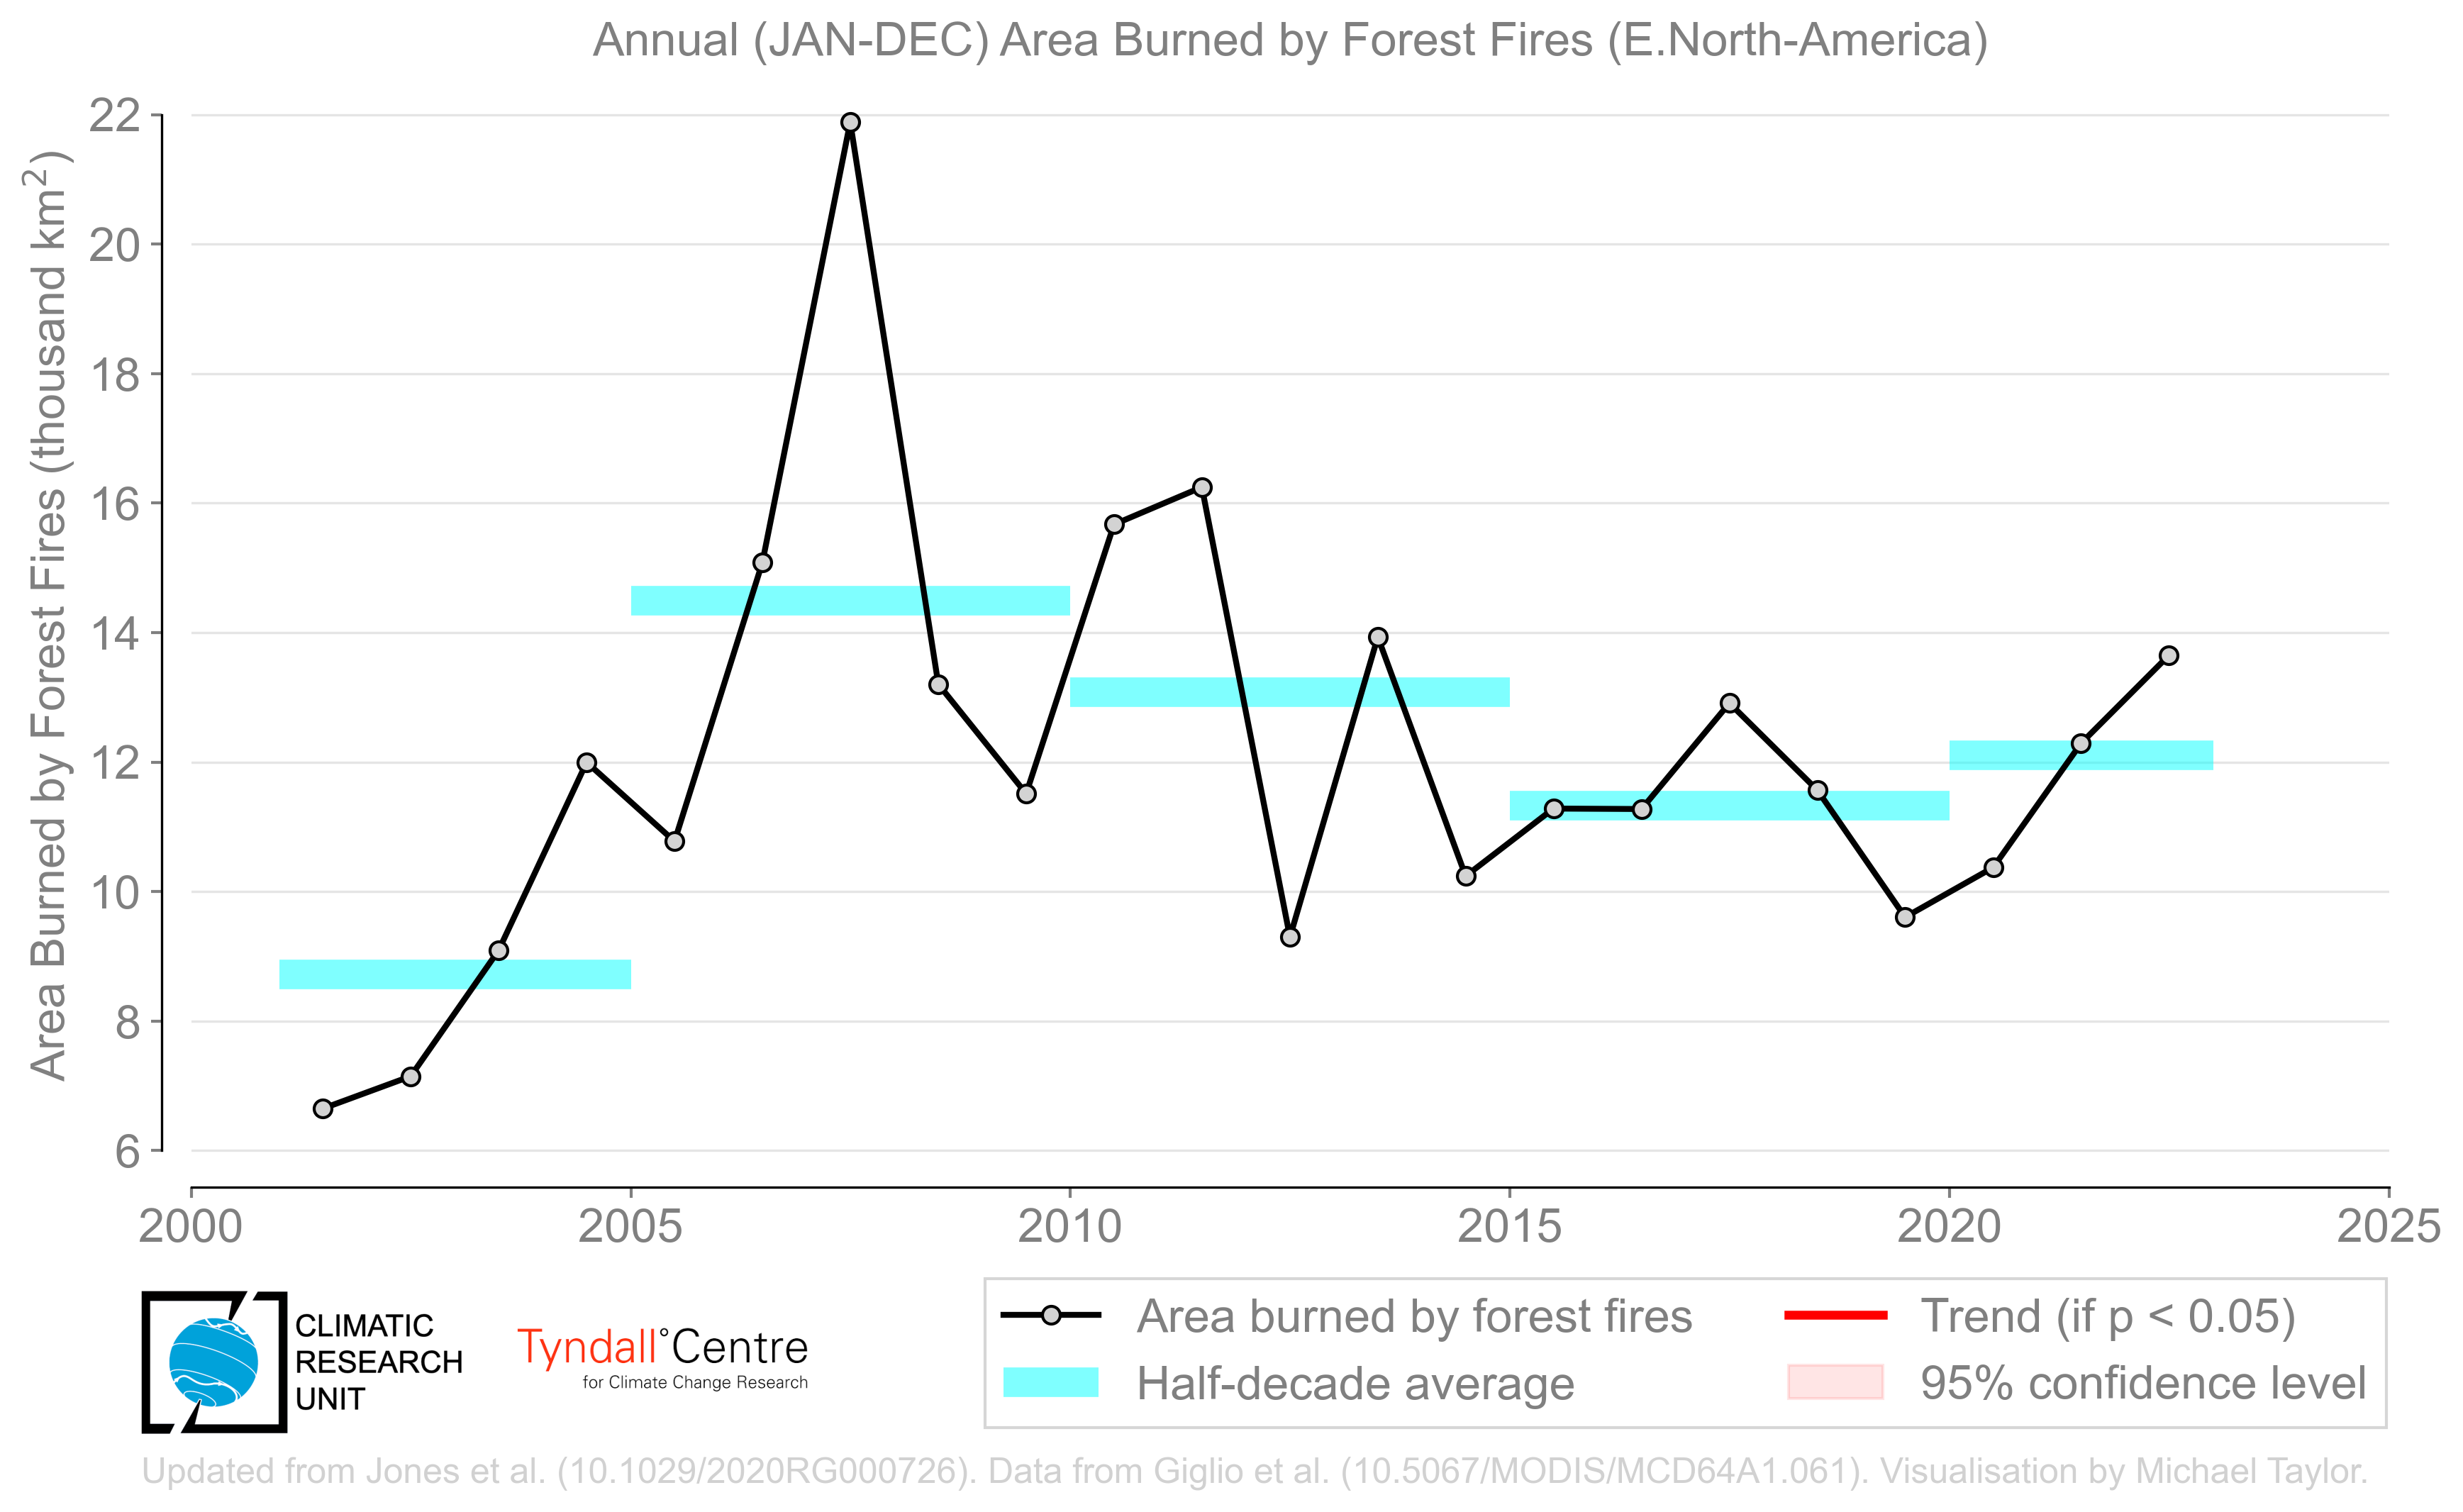 Annual (JAN-DEC) Area Burned by Forest Fires (E.North-America)
Area Burned by Forest Fires (thousand km²)
22
20
18
16
14
12
10
8
6
2000 2005 2010 2015 2020 2025
CLIMATIC
RESEARCH
UNIT
Tyndall°Centre
for Climate Change Research
Area burned by forest fires
Half-decade average
Trend (if p < 0.05)
95% confidence level
Updated from Jones et al. (10.1029/2020RG000726). Data from Giglio et al. (10.5067/MODIS/MCD64A1.061). Visualisation by Michael Taylor.